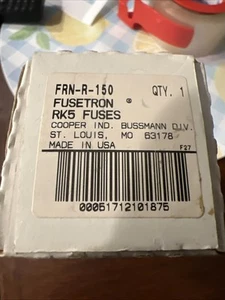 FRN-R-150 QTY. 1
FUSETRON ®
RK5 FUSES
COOPER IND. BUSSMANN DIV.
ST. LOUIS, MO 63178
MADE IN USA F27
00051712101875